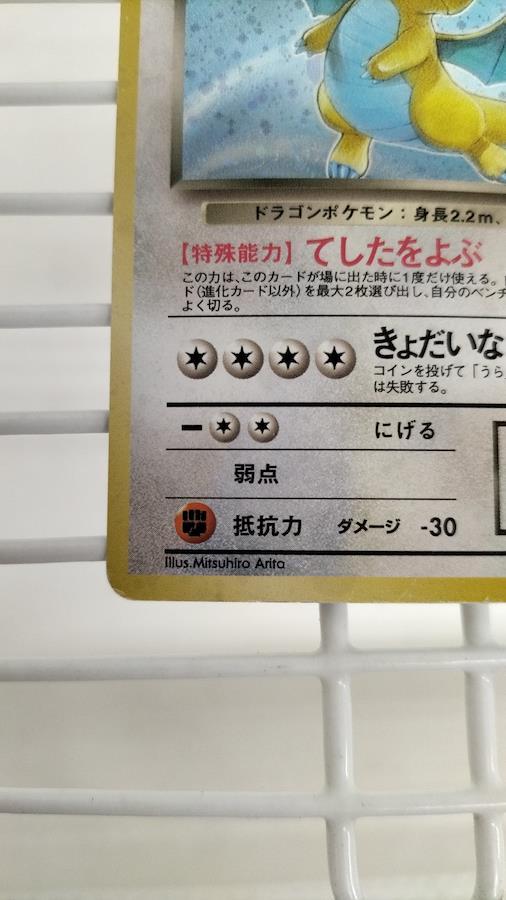 ドラゴンポケモン：身長2.2m、
【特殊能力】てしたをよぶ
この力は、このカードが場に出た時に1度だけ使える。
ド（進化カード以外）を最大2枚選び出し、自分のベンチ
よく切る。
きょだいな
コインを投げて「うら
は失敗する。
にげる
弱点
抵抗力 ダメージ -30
Illus.Mitsuhiro Arita